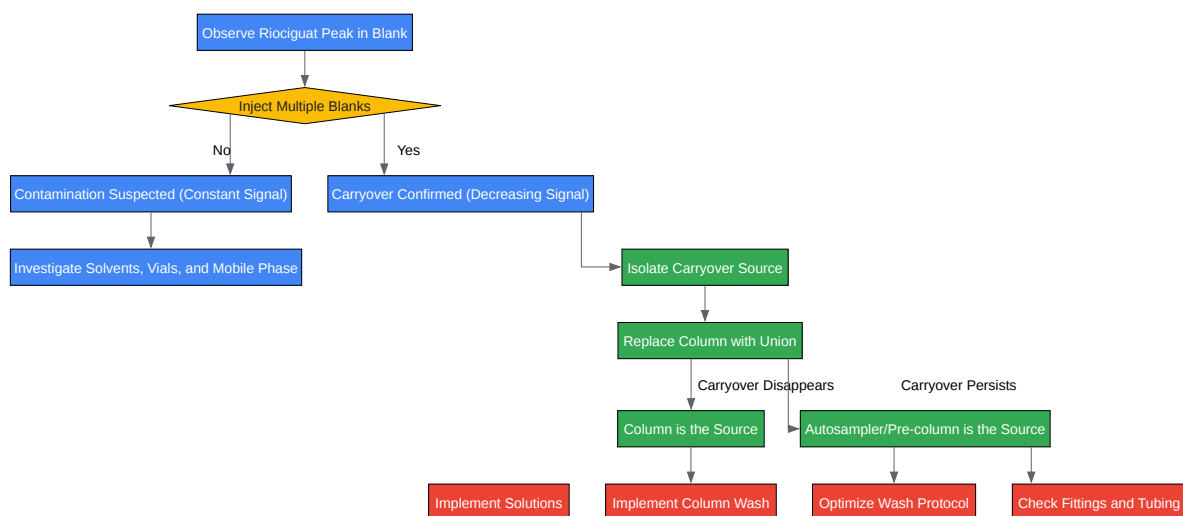 Observe Riociguat Peak in Blank
Inject Multiple Blanks
No
Yes
Contamination Suspected (Constant Signal)
Carryover Confirmed (Decreasing Signal)
Investigate Solvents, Vials, and Mobile Phase
Isolate Carryover Source
Replace Column with Union
Carryover Disappears
Carryover Persists
Column is the Source
Autosampler/Pre-column is the Source
Implement Solutions
Implement Column Wash
Optimize Wash Protocol
Check Fittings and Tubing